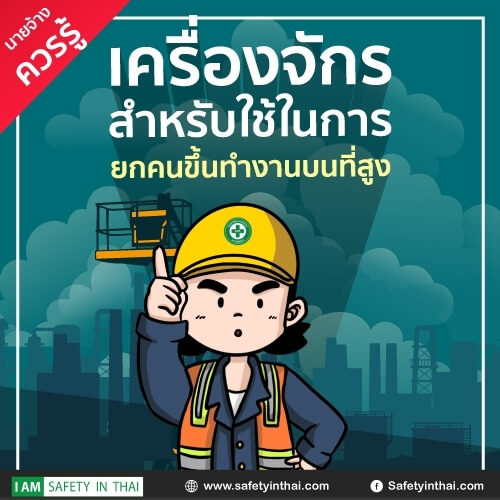 นายจ้าง
ควรรู้
เครื่องจักร
สำหรับใช้ในการ
ยกคนขึ้นทำงานบนที่สูง
I AM SAFETY IN THAI
www.safetyinthai.com
Safetyinthai.com